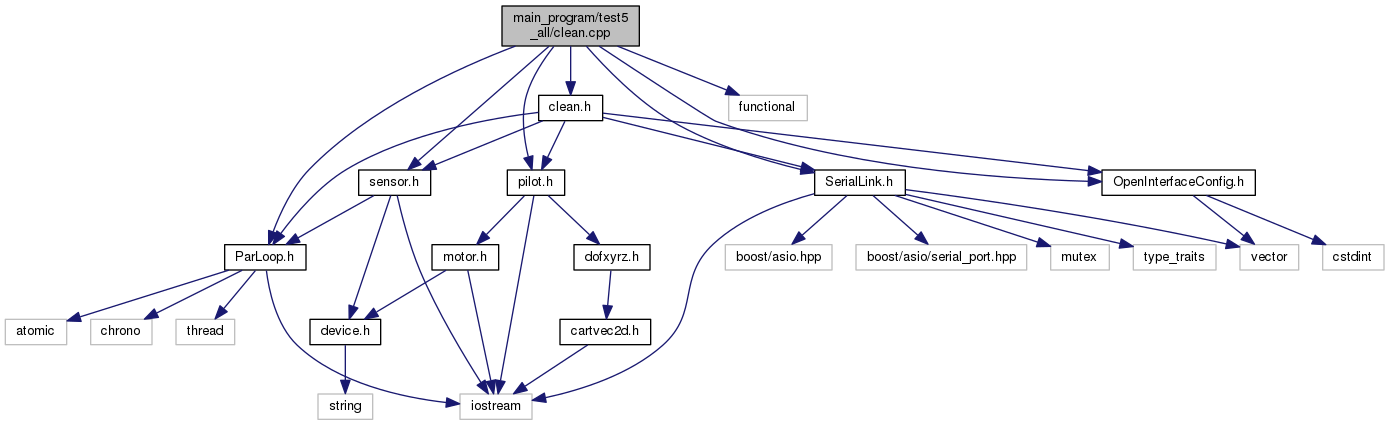 main_program/test5
_all/clean.cpp
functional
clean.h
sensor.h
pilot.h
SerialLink.h
OpenInterfaceConfig.h
ParLoop.h
motor.h
dofxyrz.h
boost/asio.hpp
boost/asio/serial_port.hpp
mutex
type_traits
vector
cstdint
atomic
chrono
thread
device.h
cartvec2d.h
string
iostream